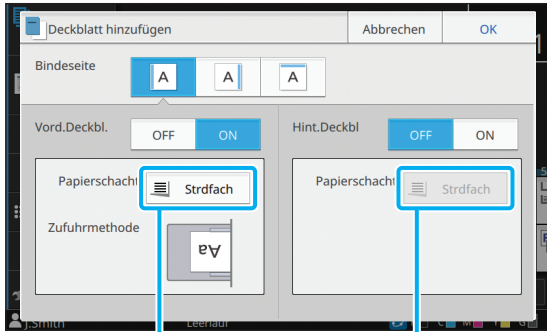 Deckblatt hinzufügen
Abbrechen
OK
Bindeseite
A
A
A
Vord.Deckbl.
OFF
ON
Hint.Deckbl
OFF
ON
Papierschacht
Strdfach
Papierschacht
Strdfach
Zufuhrmethode
Aa
J.Smith
Leerlauf
C
M
Y
G